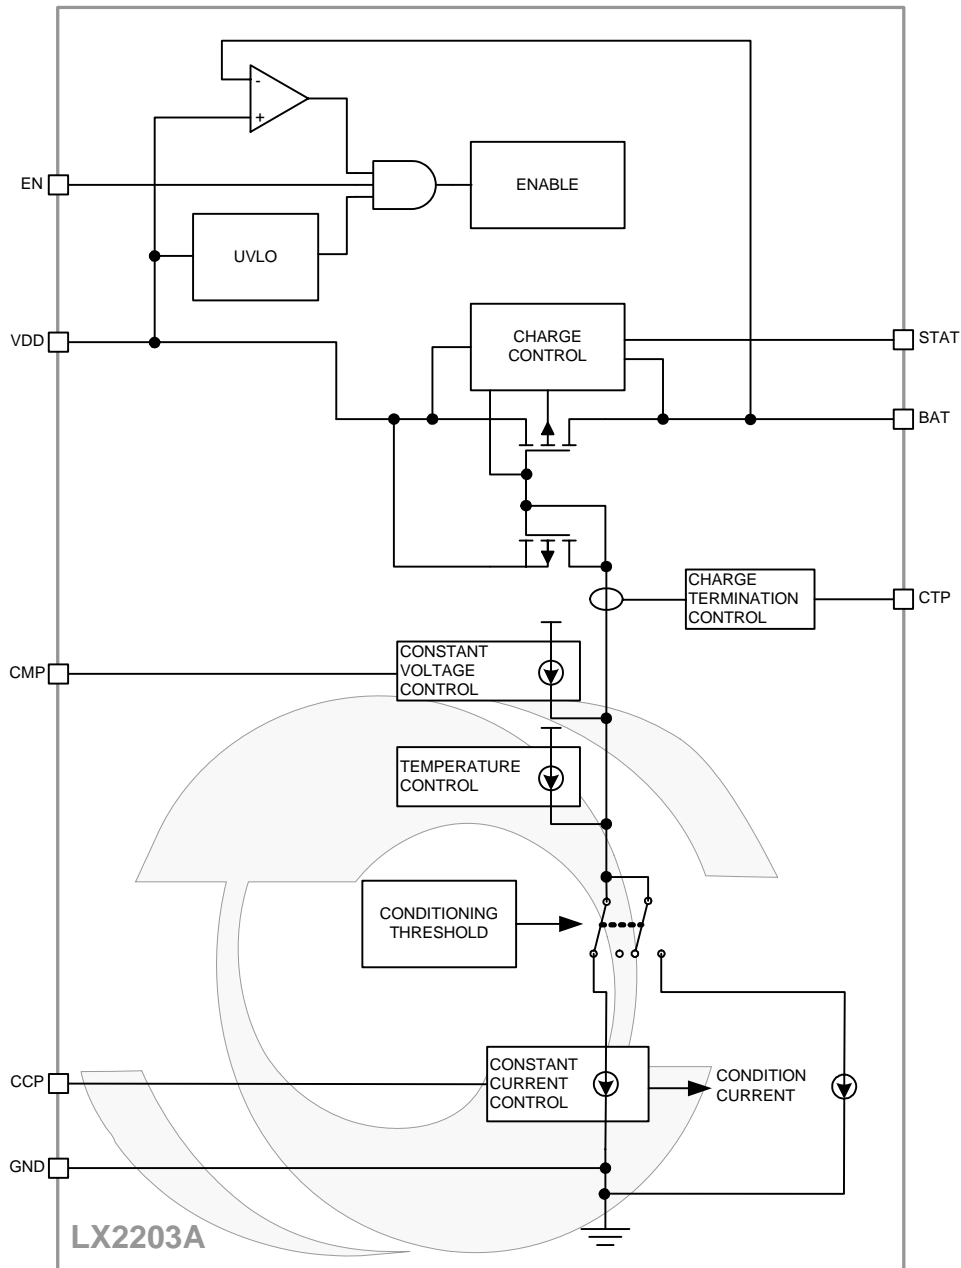 -
+
EN
ENABLE
UVLO
VDD
CHARGE
CONTROL
STAT
BAT
CHARGE
TERMINATION
CONTROL
CTP
CONSTANT
VOLTAGE
CONTROL
CMP
TEMPERATURE
CONTROL
CONDITIONING
THRESHOLD
CCP
CONSTANT
CURRENT
CONTROL
CONDITION
CURRENT
GND
LX2203A